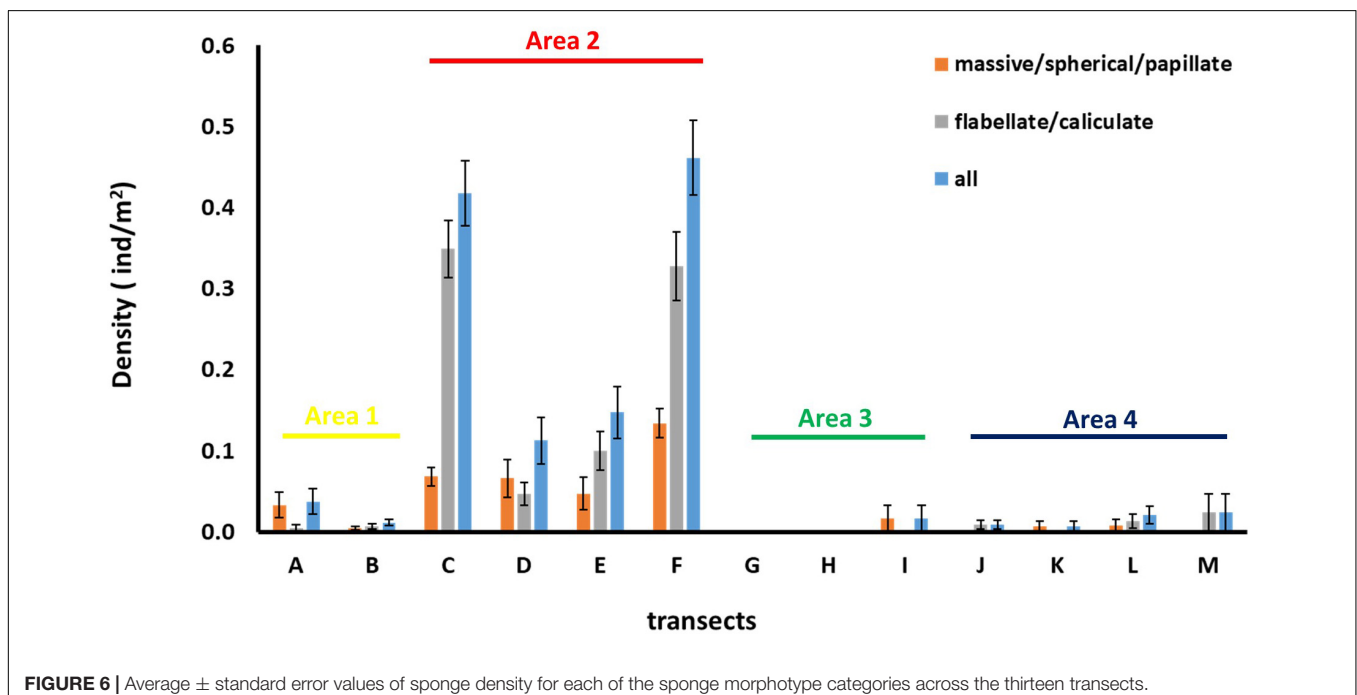 Area 2
massive/spherical/papillate
flabellate/caliculate
all
0.6
0.5
0.4
0.3
0.2
0.1
0.0
Density ( ind/m²)
Area 1
Area 3
Area 4
A B C D E F G H I J K L M
transects
FIGURE 6 | Average ± standard error values of sponge density for each of the sponge morphotype categories across the thirteen transects.